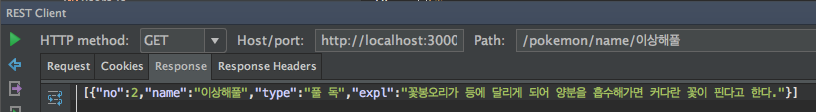 REST Client
HTTP method: GET Host/port: http://localhost:3000 Path: /pokemon/name/이상해풀
Request Cookies Response Response Headers
[{"no":2,"name":"이상해풀","type":"풀 독","expl":"꽃봉오리가 등에 달리게 되어 양분을 흡수해가면 커다란 꽃이 핀다고 한다."}]